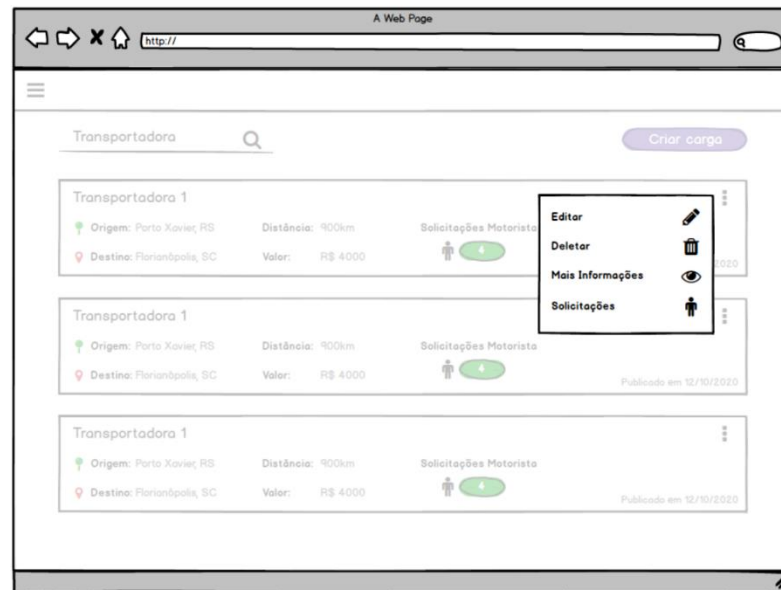 A Web Page
http://
Transportadora
Criar carga
Transportadora 1
Origem: Porto Xavier, RS Distância: 900km Solicitações Motorista
Destino: Florianópolis, SC Valor: R$ 4000 4 2020
Editar
Deletar
Mais Informações
Solicitações
Transportadora 1
Origem: Porto Xavier, RS Distância: 900km Solicitações Motorista
Destino: Florianópolis, SC Valor: R$ 4000 4 Publicado em 12/10/2020
Transportadora 1
Origem: Porto Xavier, RS Distância: 900km Solicitações Motorista
Destino: Florianópolis, SC Valor: R$ 4000 4 Publicado em 12/10/2020